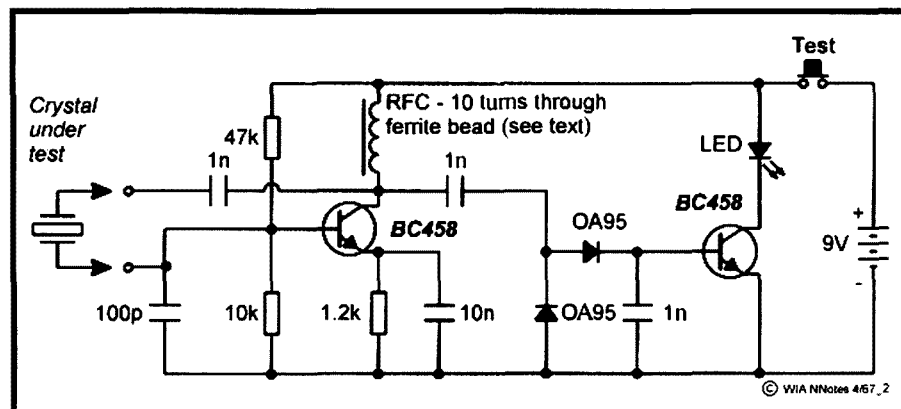 Test
Crystal
under
test
RFC - 10 turns through
ferrite bead (see text)
47k
LED
1n
1n
BC458
BC458
OA95
+
9V
-
100p
10k
1.2k
10n
OA95
1n
© WIA NNotes 4/67_2